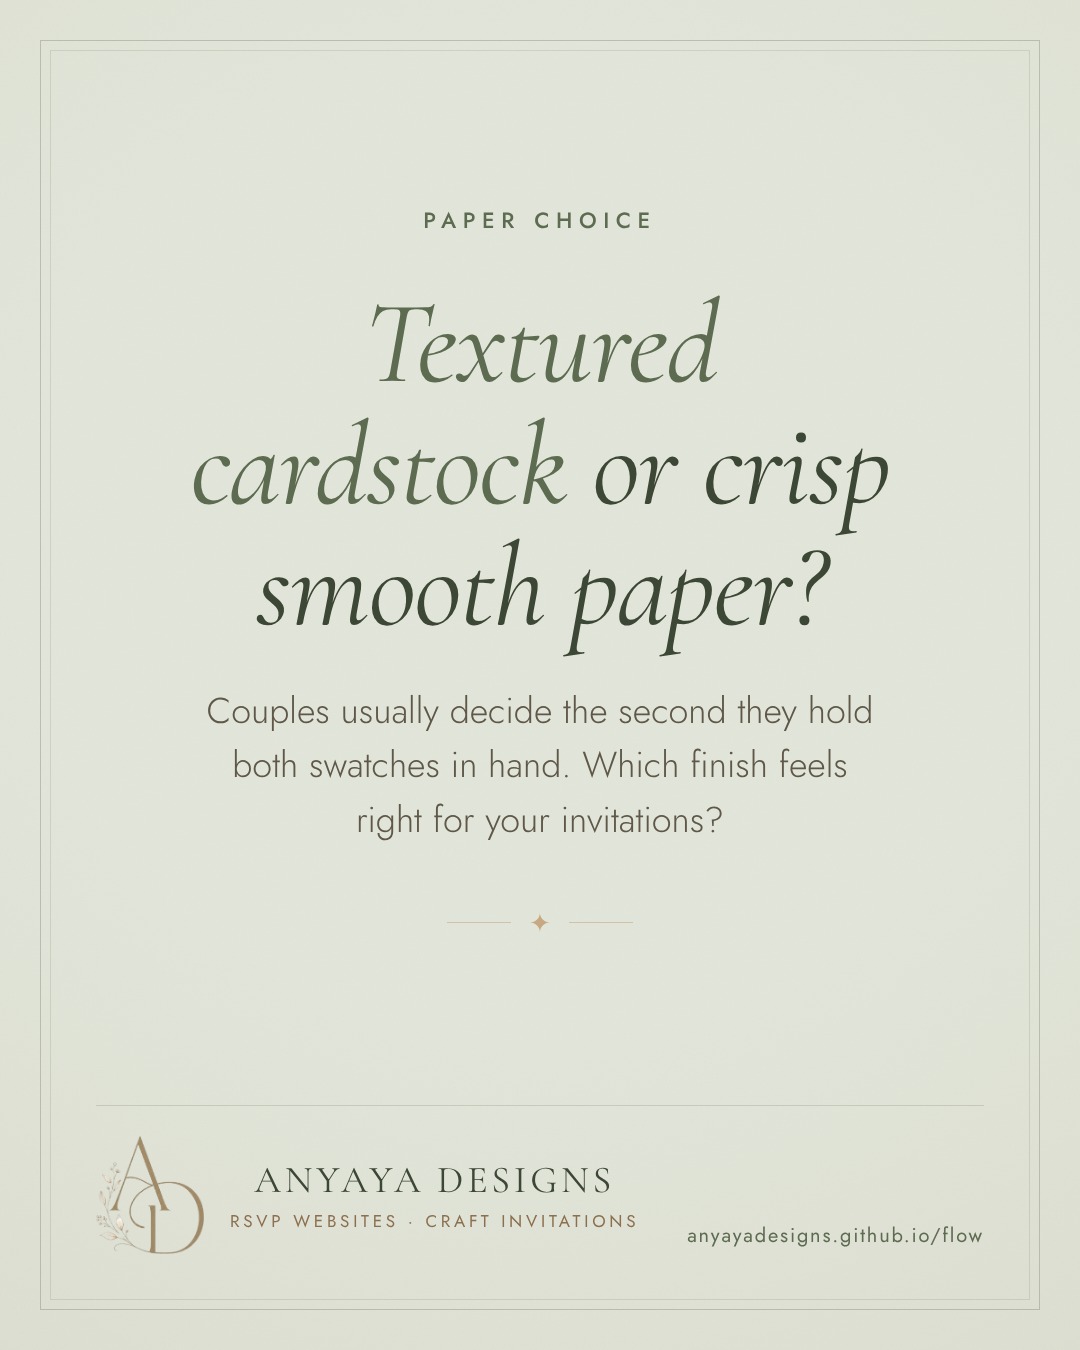 PAPER CHOICE
Textured
cardstock or crisp
smooth paper?
Couples usually decide the second they hold
both swatches in hand. Which finish feels
right for your invitations?
AD
ANYAYA DESIGNS
RSVP WEBSITES · CRAFT INVITATIONS
anyayadesigns.github.io/flow